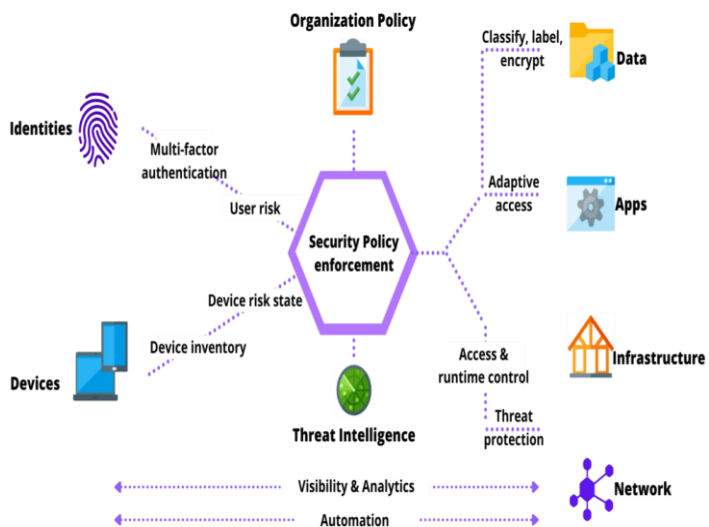 Organization Policy
Classify, label,
encrypt
Data
Identities
Multi-factor
authentication
User risk
Adaptive
access
Apps
Security Policy
enforcement
Device risk state
Device inventory
Devices
Access &
runtime control
Infrastructure
Threat
protection
Threat Intelligence
Visibility & Analytics
Network
Automation